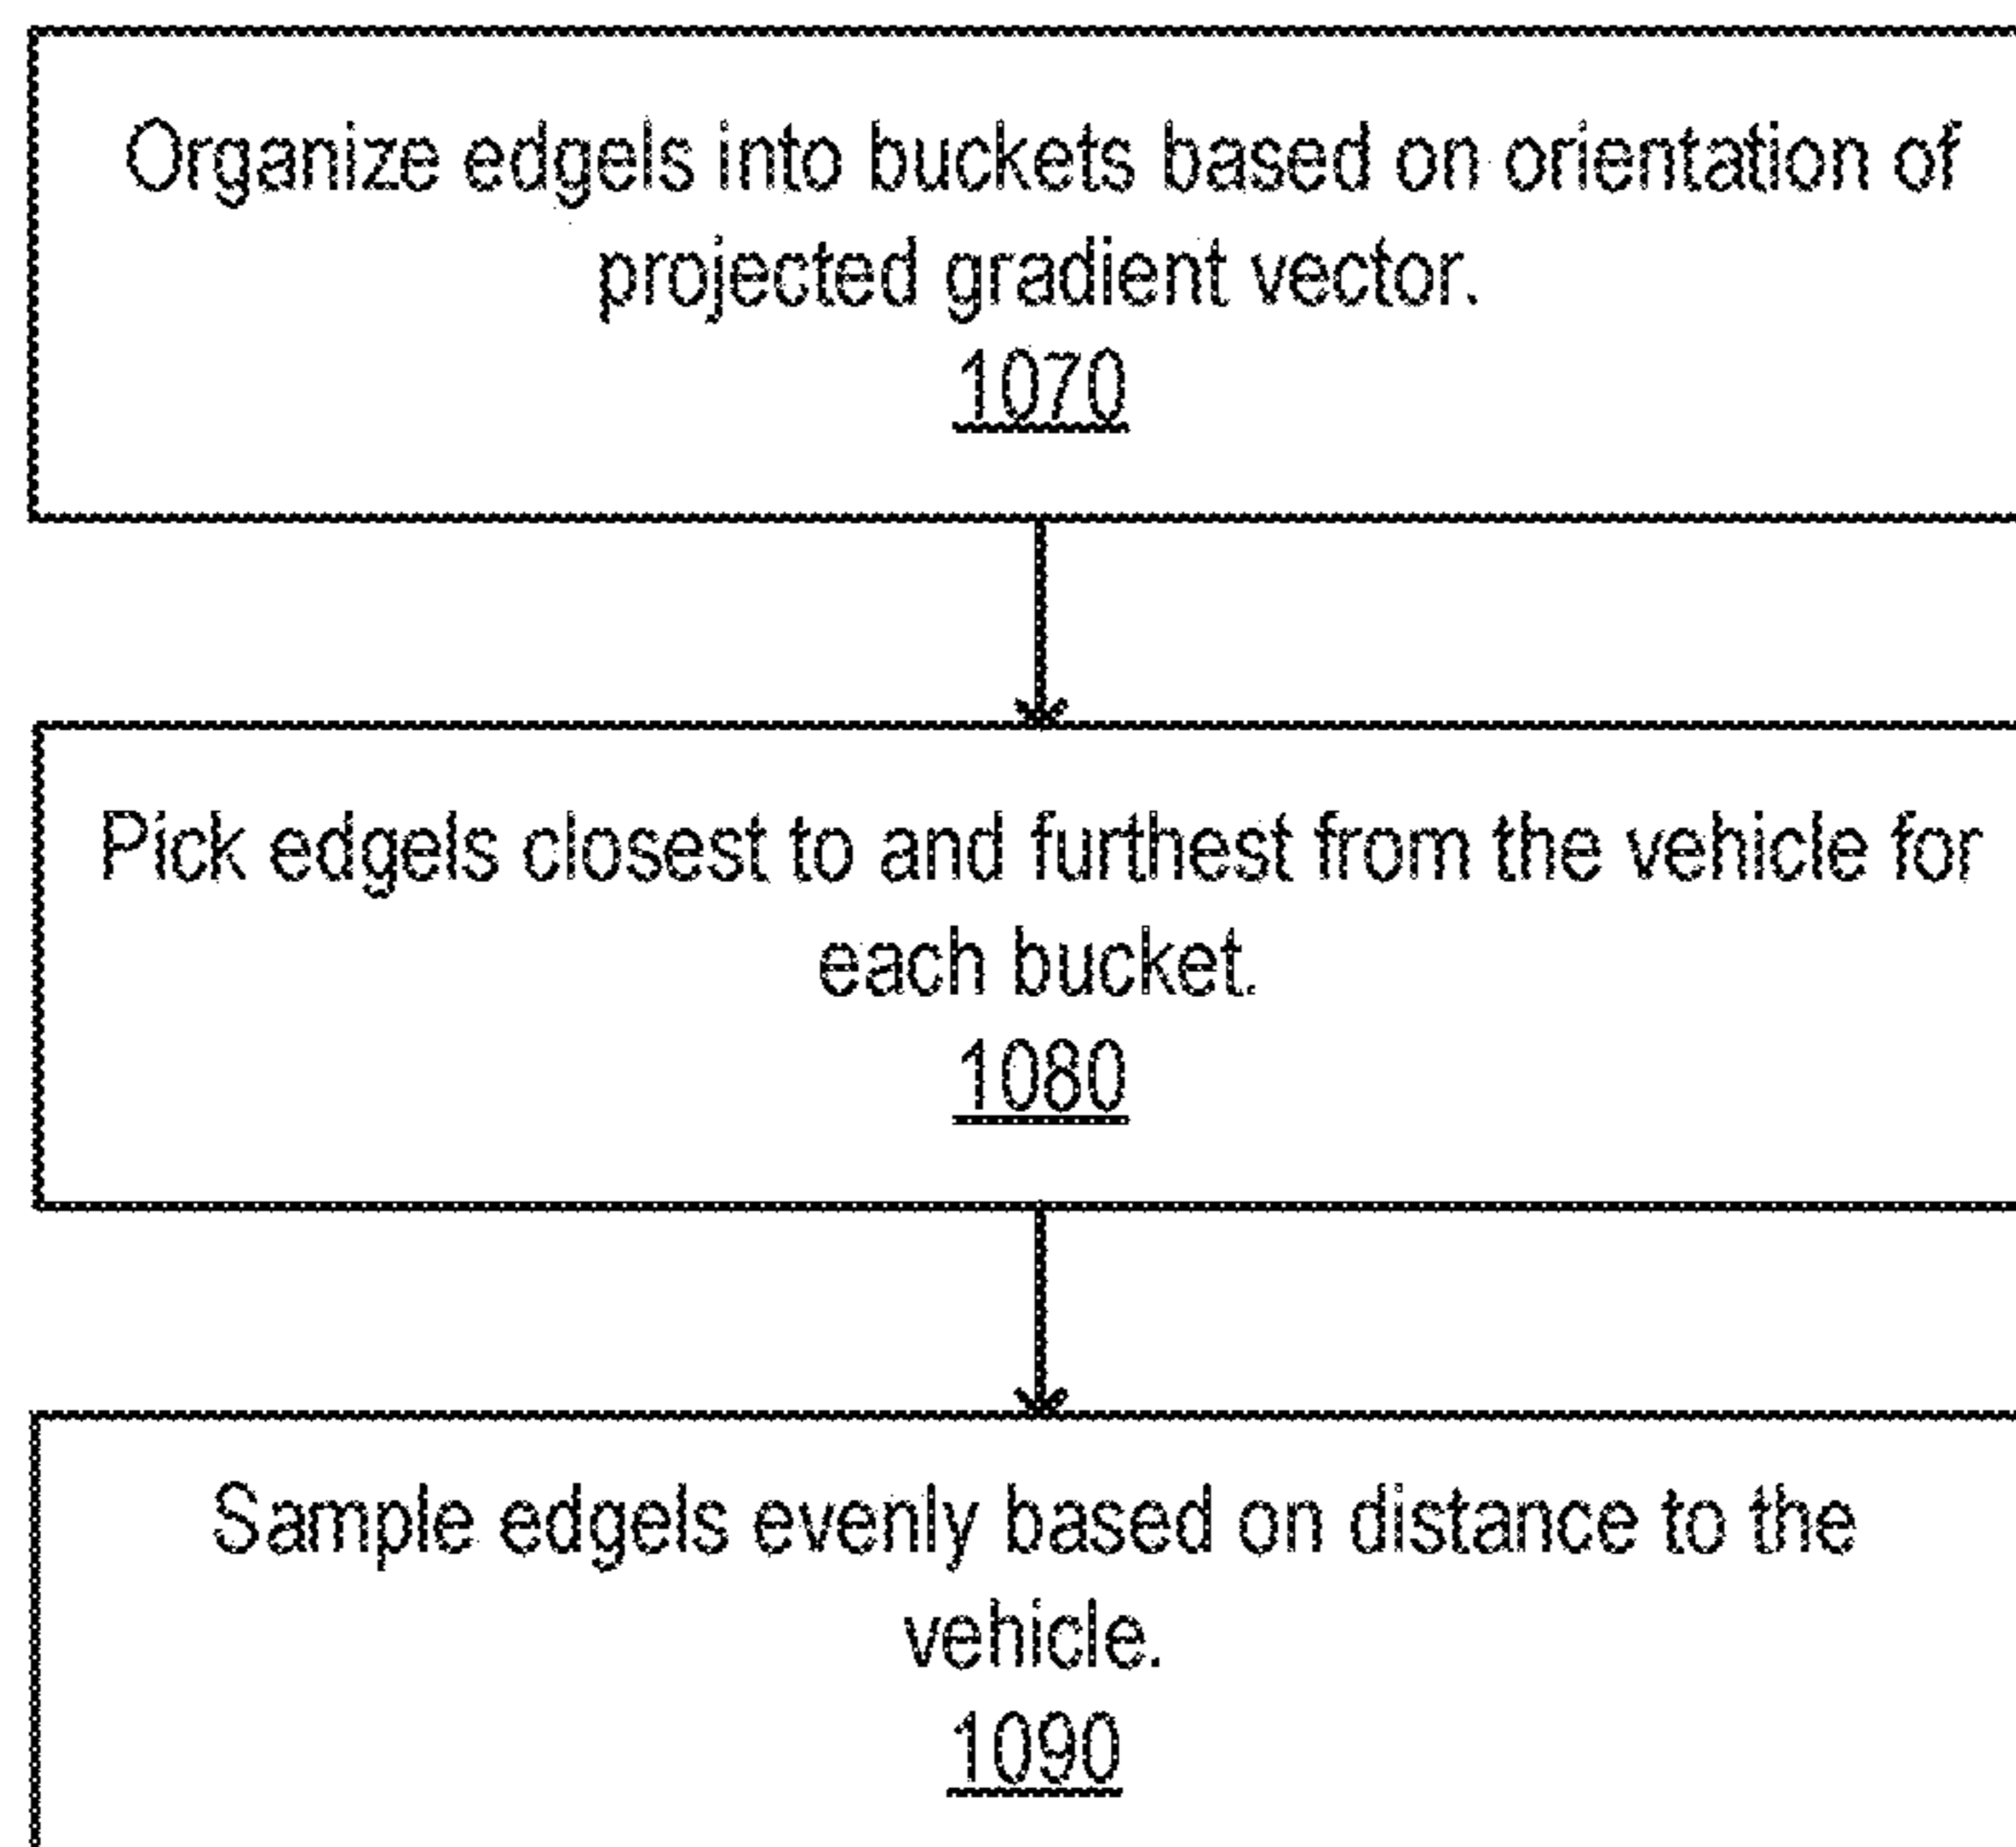 Organize edgels into buckets based on orientation of
projected gradient vector.
1070
Pick edgels closest to and furthest from the vehicle for
each bucket.
1080
Sample edgels evenly based on distance to the
vehicle.
1090